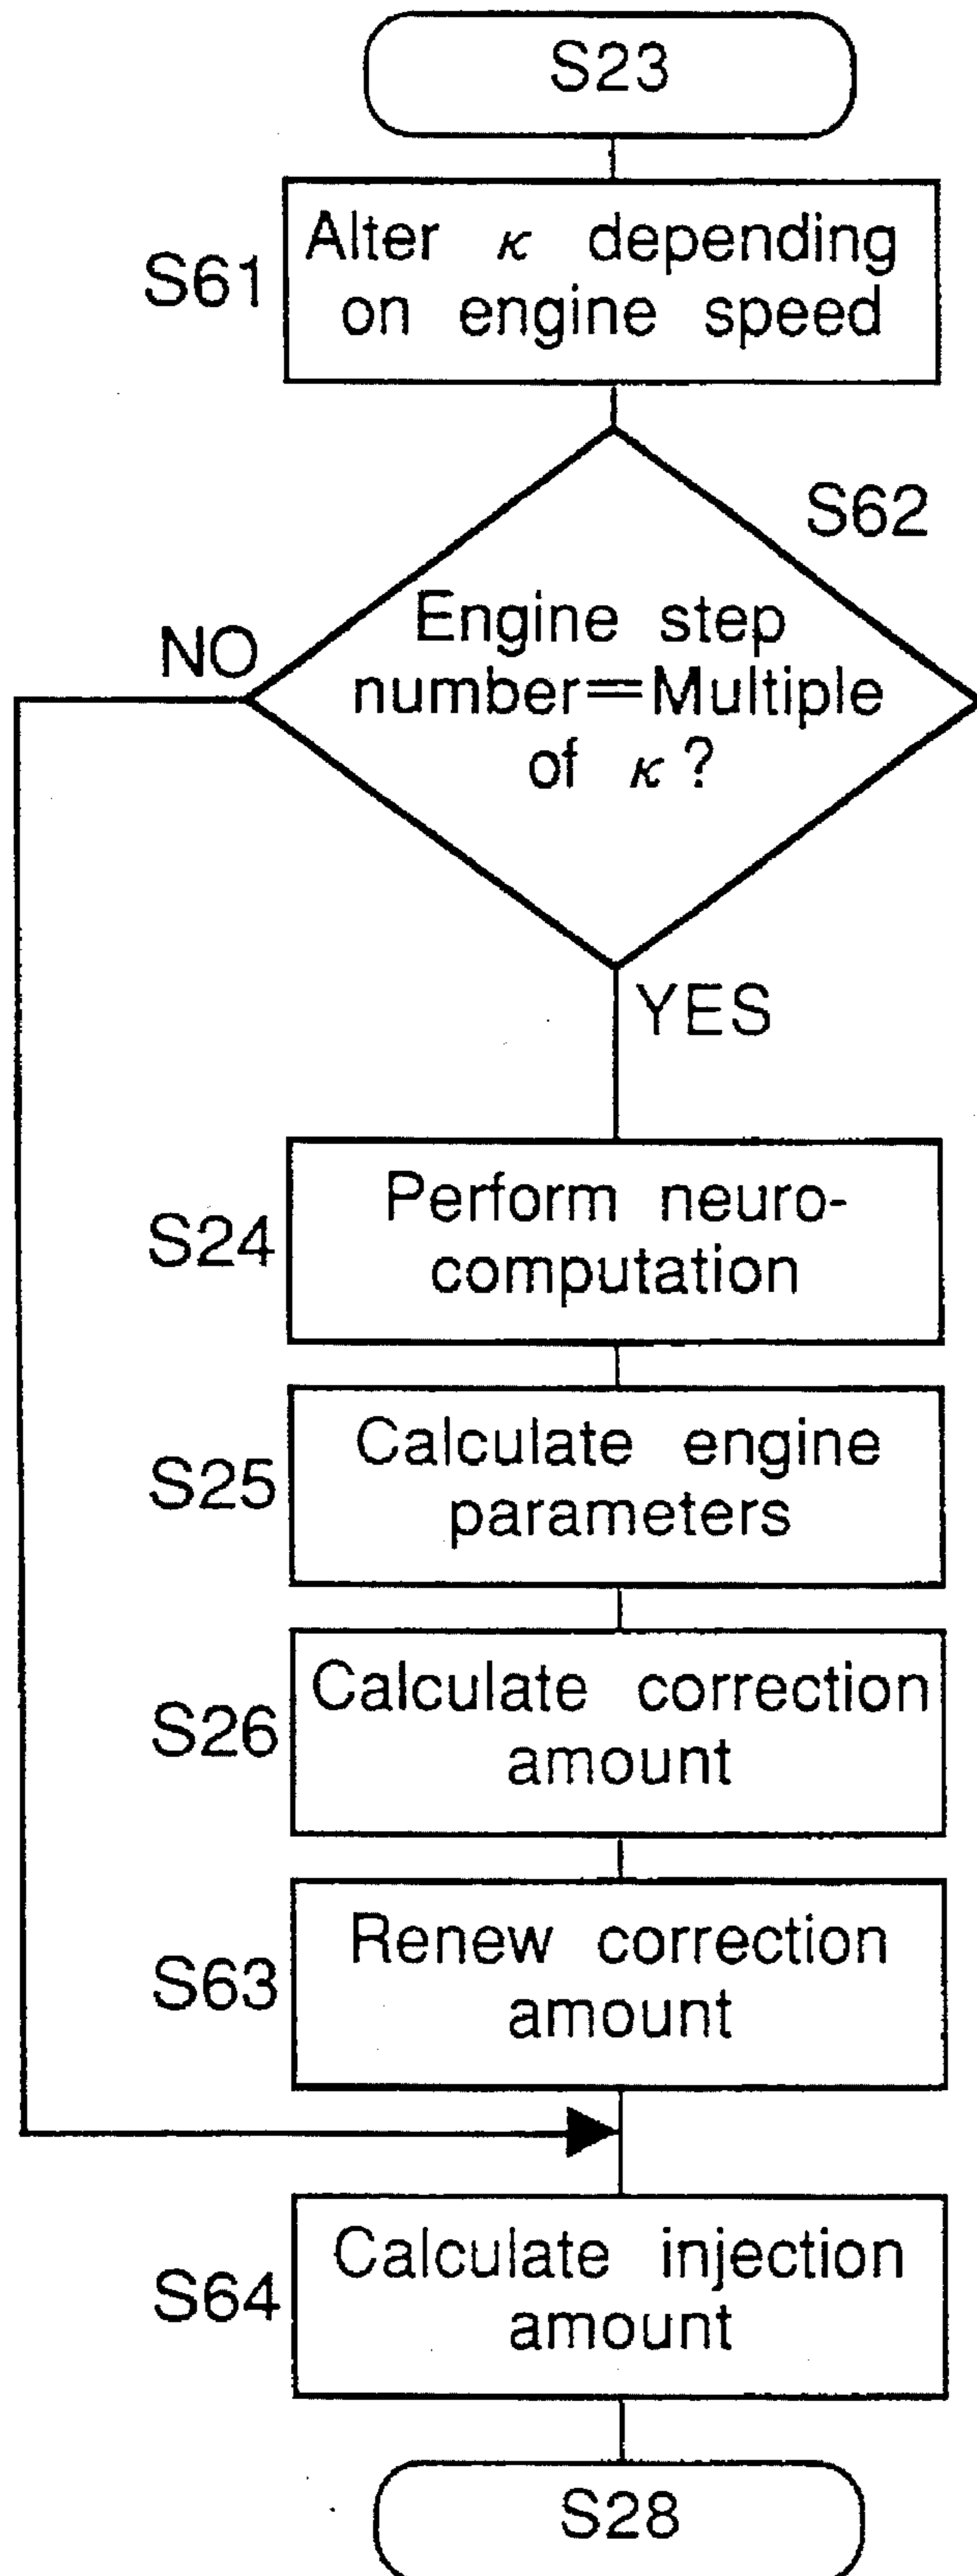 S23
S61
Alter κ depending
on engine speed
S62
Engine step
number=Multiple
of κ?
NO
YES
S24
Perform neuro-
computation
S25
Calculate engine
parameters
S26
Calculate correction
amount
S63
Renew correction
amount
S64
Calculate injection
amount
S28